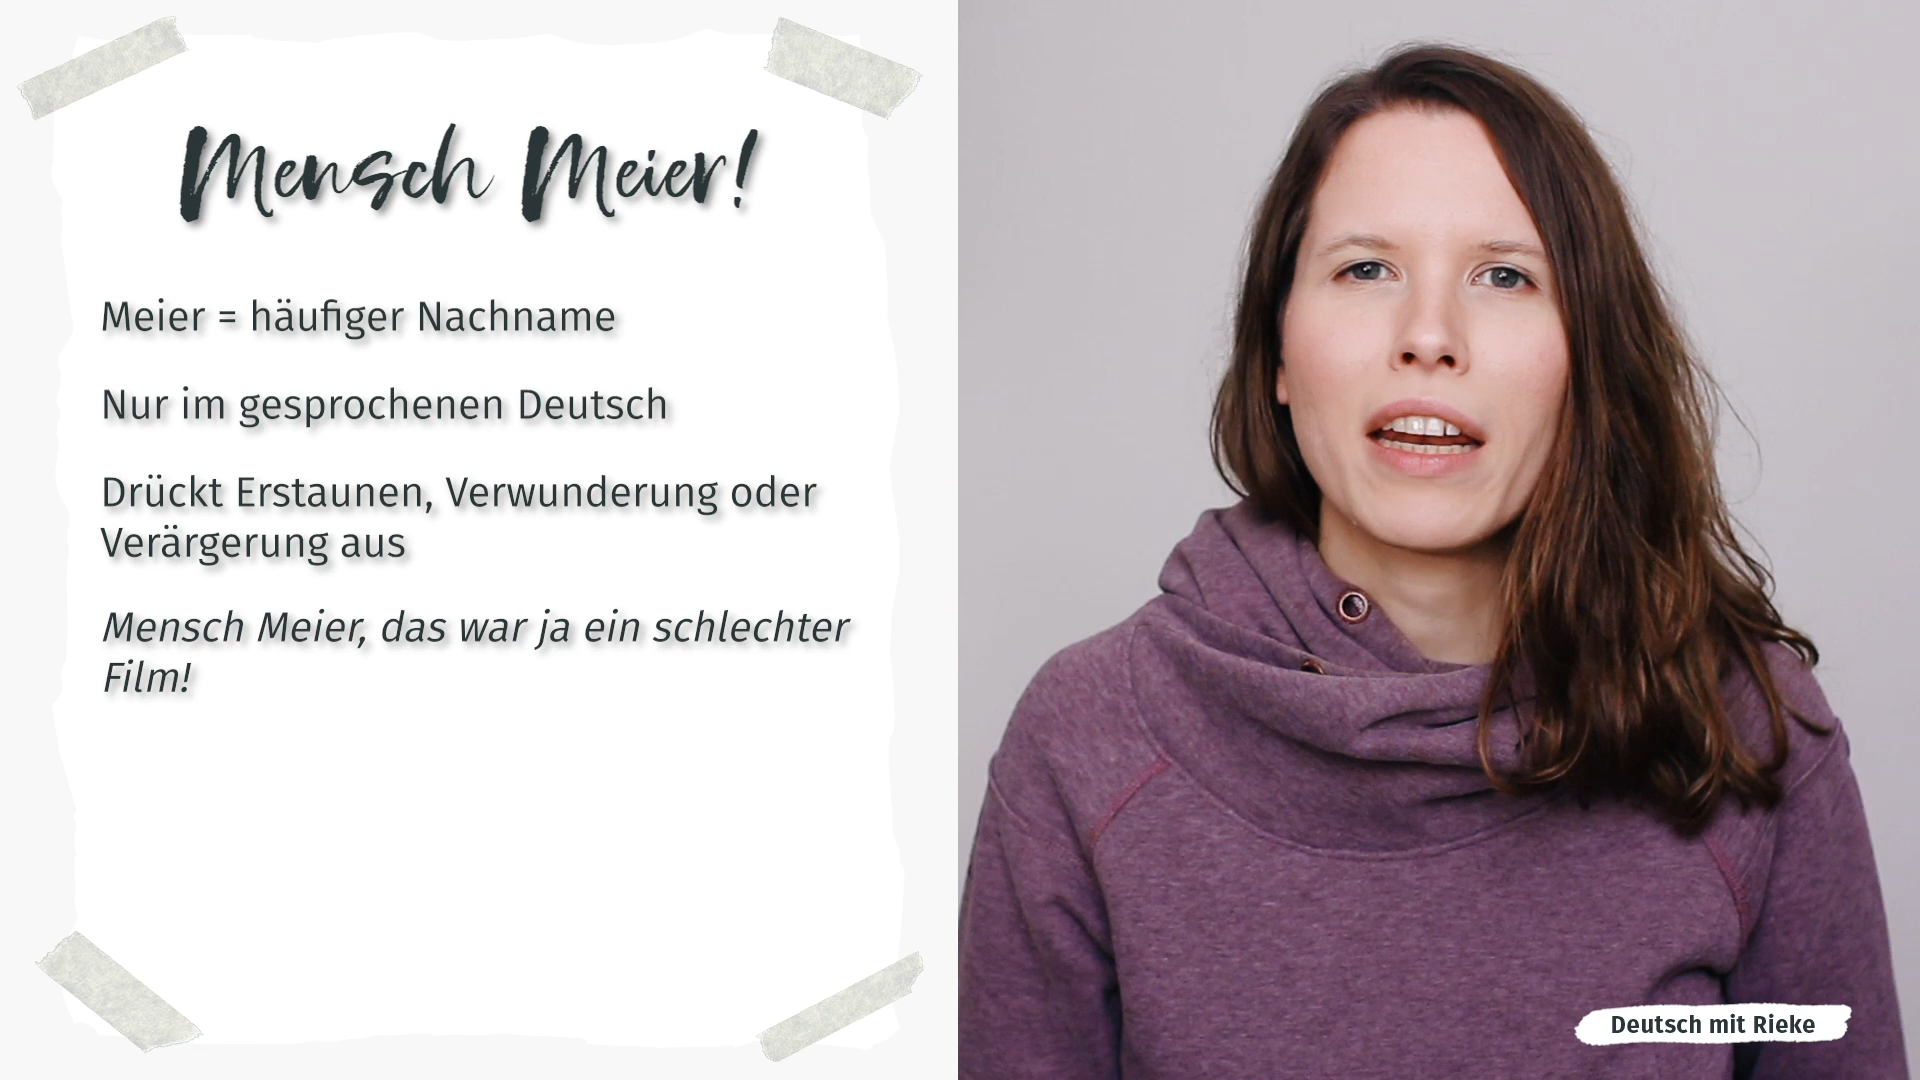 Mensch Meier!
Meier = häufiger Nachname
Nur im gesprochenen Deutsch
Drückt Erstaunen, Verwunderung oder
Verärgerung aus
Mensch Meier, das war ja ein schlechter
Film!
Deutsch mit Rieke